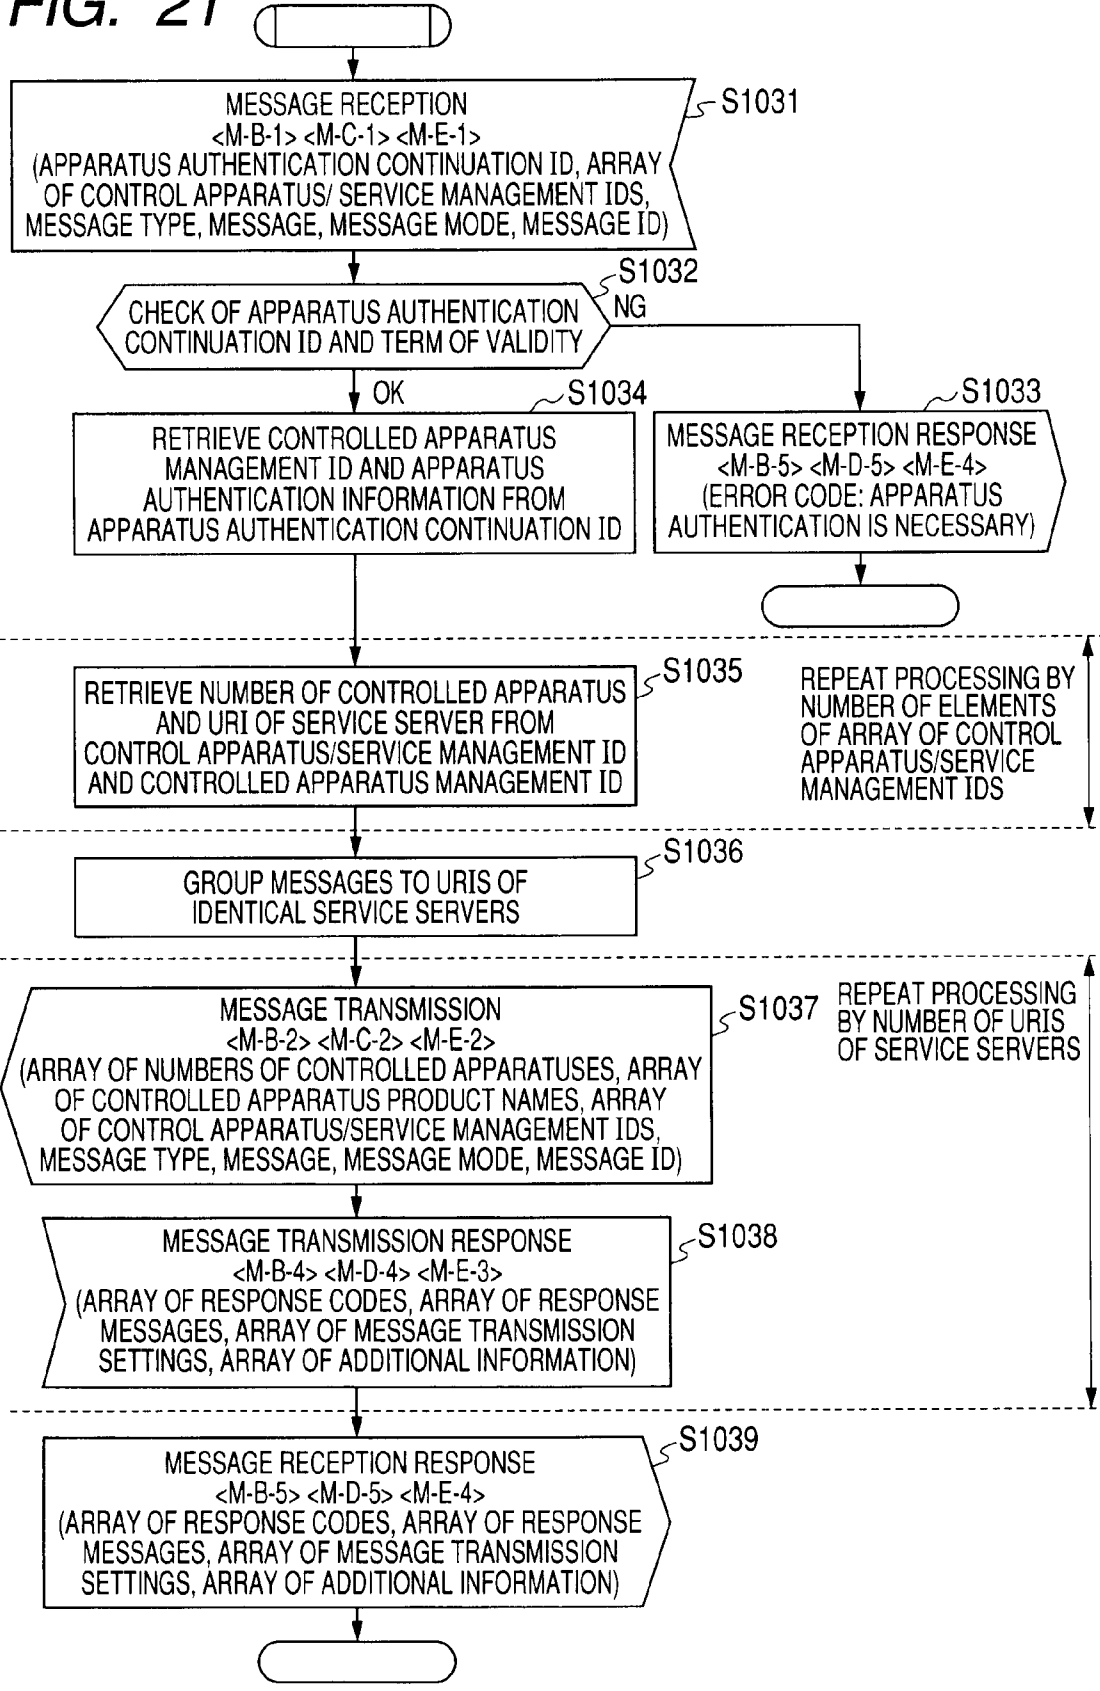 FIG. 21
MESSAGE RECEPTION
<M-B-1> <M-C-1> <M-E-1>
(APPARATUS AUTHENTICATION CONTINUATION ID, ARRAY
OF CONTROL APPARATUS/ SERVICE MANAGEMENT IDS,
MESSAGE TYPE, MESSAGE, MESSAGE MODE, MESSAGE ID)
S1031
CHECK OF APPARATUS AUTHENTICATION
CONTINUATION ID AND TERM OF VALIDITY
S1032
NG
OK
RETRIEVE CONTROLLED APPARATUS
MANAGEMENT ID AND APPARATUS
AUTHENTICATION INFORMATION FROM
APPARATUS AUTHENTICATION CONTINUATION ID
S1034
MESSAGE RECEPTION RESPONSE
<M-B-5> <M-D-5> <M-E-4>
(ERROR CODE: APPARATUS
AUTHENTICATION IS NECESSARY)
S1033
RETRIEVE NUMBER OF CONTROLLED APPARATUS
AND URI OF SERVICE SERVER FROM
CONTROL APPARATUS/SERVICE MANAGEMENT ID
AND CONTROLLED APPARATUS MANAGEMENT ID
S1035
REPEAT PROCESSING BY
NUMBER OF ELEMENTS
OF ARRAY OF CONTROL
APPARATUS/SERVICE
MANAGEMENT IDS
GROUP MESSAGES TO URIS OF
IDENTICAL SERVICE SERVERS
S1036
MESSAGE TRANSMISSION
<M-B-2> <M-C-2> <M-E-2>
(ARRAY OF NUMBERS OF CONTROLLED APPARATUSES, ARRAY
OF CONTROLLED APPARATUS PRODUCT NAMES, ARRAY
OF CONTROL APPARATUS/SERVICE MANAGEMENT IDS,
MESSAGE TYPE, MESSAGE, MESSAGE MODE, MESSAGE ID)
S1037
REPEAT PROCESSING
BY NUMBER OF URIS
OF SERVICE SERVERS
MESSAGE TRANSMISSION RESPONSE
<M-B-4> <M-D-4> <M-E-3>
(ARRAY OF RESPONSE CODES, ARRAY OF RESPONSE
MESSAGES, ARRAY OF MESSAGE TRANSMISSION
SETTINGS, ARRAY OF ADDITIONAL INFORMATION)
S1038
MESSAGE RECEPTION RESPONSE
<M-B-5> <M-D-5> <M-E-4>
(ARRAY OF RESPONSE CODES, ARRAY OF RESPONSE
MESSAGES, ARRAY OF MESSAGE TRANSMISSION
SETTINGS, ARRAY OF ADDITIONAL INFORMATION)
S1039